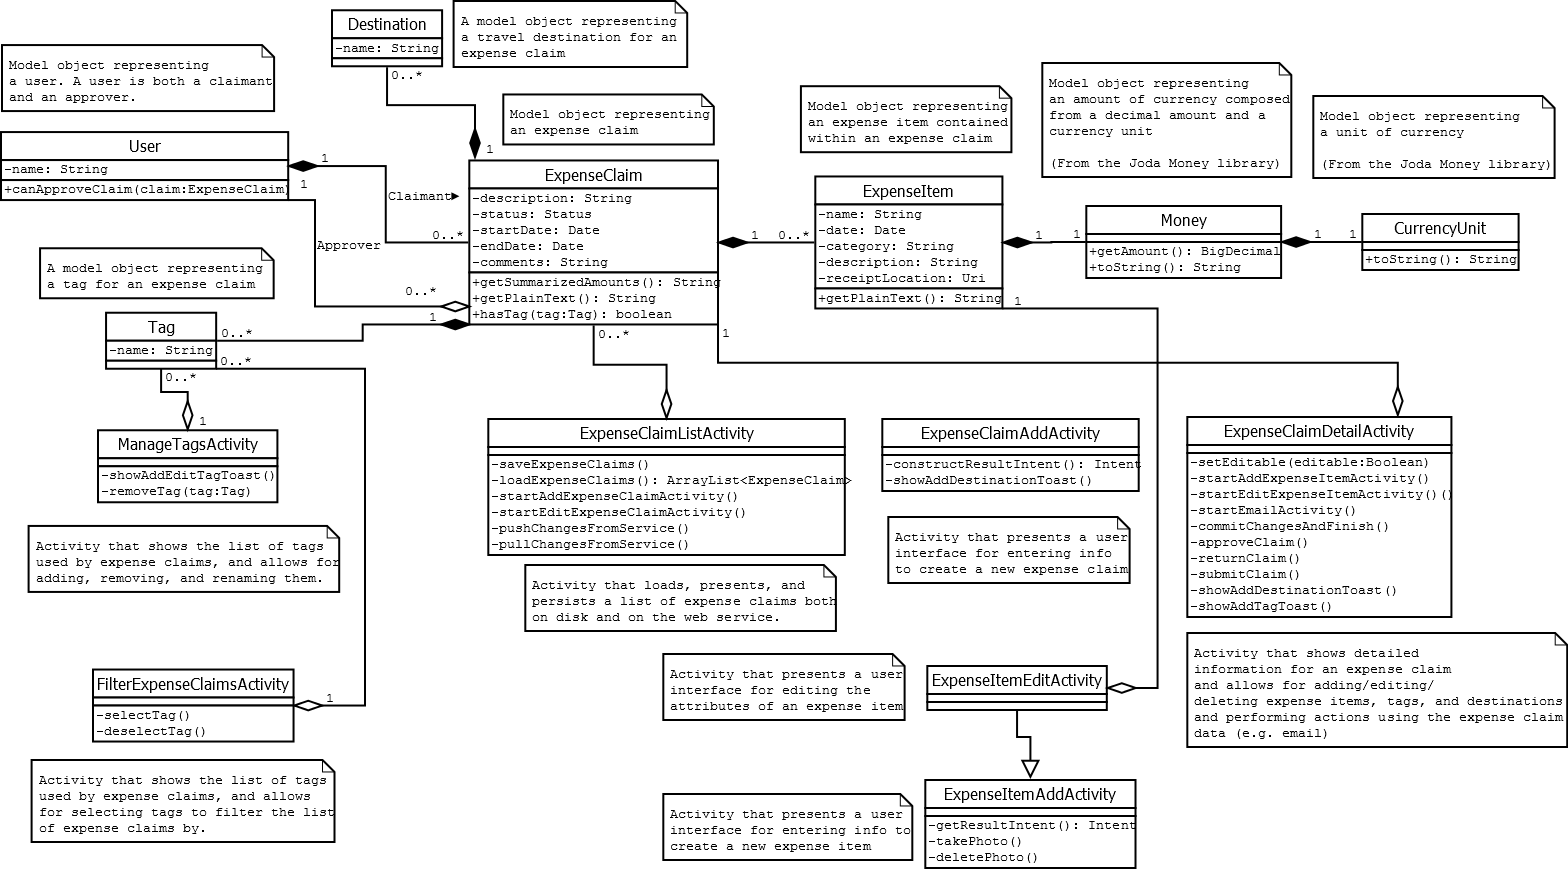 Destination
-name: String
0..*
A model object representing
a travel destination for an
expense claim
Model object representing
a user. A user is both a claimant
and an approver.
Model object representing
an expense claim
1
Model object representing
an expense item contained
within an expense claim
Model object representing
an amount of currency composed
from a decimal amount and a
currency unit
(From the Joda Money library)
Model object representing
a unit of currency
(From the Joda Money library)
User
-name: String
+canApproveClaim(claim:ExpenseClaim)
1
1
Claimant
0..*
Approver
0..*
1
ExpenseClaim
-description: String
-status: Status
-startDate: Date
-endDate: Date
-comments: String
+getSummarizedAmounts(): String
+getPlainText(): String
+hasTag(tag:Tag): boolean
1
0..*
0..*
1
ExpenseItem
-name: String
-date: Date
-category: String
-description: String
-receiptLocation: Uri
+getPlainText(): String
1
1
1
Money
+getAmount(): BigDecimal
+toString(): String
1
1
CurrencyUnit
+toString(): String
A model object representing
a tag for an expense claim
Tag
-name: String
0..*
0..*
0..*
1
ManageTagsActivity
-showAddEditTagToast()
-removeTag(tag:Tag)
Activity that shows the list of tags
used by expense claims, and allows for
adding, removing, and renaming them.
ExpenseClaimListActivity
-saveExpenseClaims()
-loadExpenseClaims(): ArrayList<ExpenseClaim>
-startAddExpenseClaimActivity()
-startEditExpenseClaimActivity()
-pushChangesFromService()
-pullChangesFromService()
Activity that loads, presents, and
persists a list of expense claims both
on disk and on the web service.
ExpenseClaimAddActivity
-constructResultIntent(): Intent
-showAddDestinationToast()
Activity that presents a user
interface for entering info
to create a new expense claim
ExpenseClaimDetailActivity
-setEditable(editable:Boolean)
-startAddExpenseItemActivity()
-startEditExpenseItemActivity()()
-startEmailActivity()
-commitChangesAndFinish()
-approveClaim()
-returnClaim()
-submitClaim()
-showAddDestinationToast()
-showAddTagToast()
Activity that shows detailed
information for an expense claim
and allows for adding/editing/
deleting expense items, tags, and destinations
and performing actions using the expense claim
data (e.g. email)
FilterExpenseClaimsActivity
-selectTag()
-deselectTag()
1
Activity that shows the list of tags
used by expense claims, and allows
for selecting tags to filter the list
of expense claims by.
Activity that presents a user
interface for editing the
attributes of an expense item
ExpenseItemEditActivity
Activity that presents a user
interface for entering info to
create a new expense item
ExpenseItemAddActivity
-getResultIntent(): Intent
-takePhoto()
-deletePhoto()